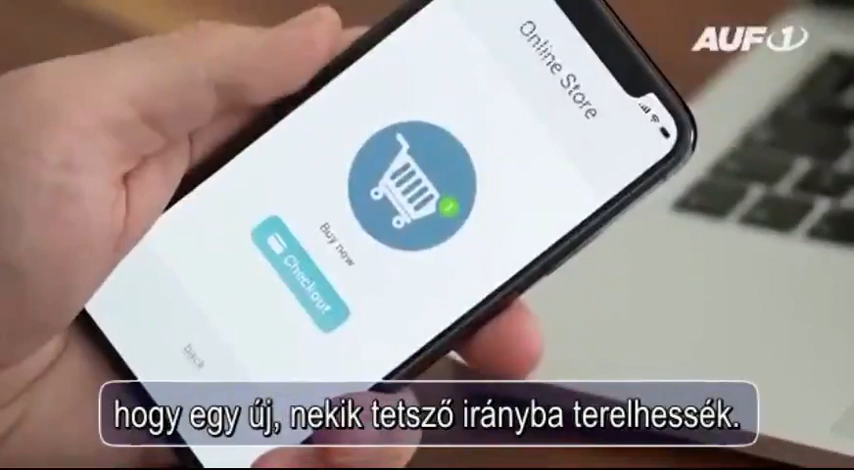 AUF1
Online Store
Buy now
Checkout
back
hogy egy új, nekik tetsző irányba terelhessék.